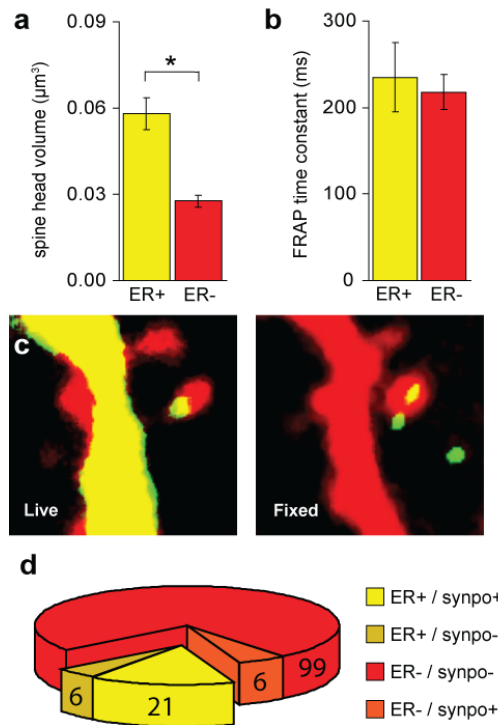 a
spine head volume (µm³)
0.09
0.06
0.03
0.00
*
ER+ ER-
b
FRAP time constant (ms)
300
200
100
0
ER+ ER-
c
Live
Fixed
d
6
21
6
99
ER+ / synpo+
ER+ / synpo-
ER- / synpo-
ER- / synpo+